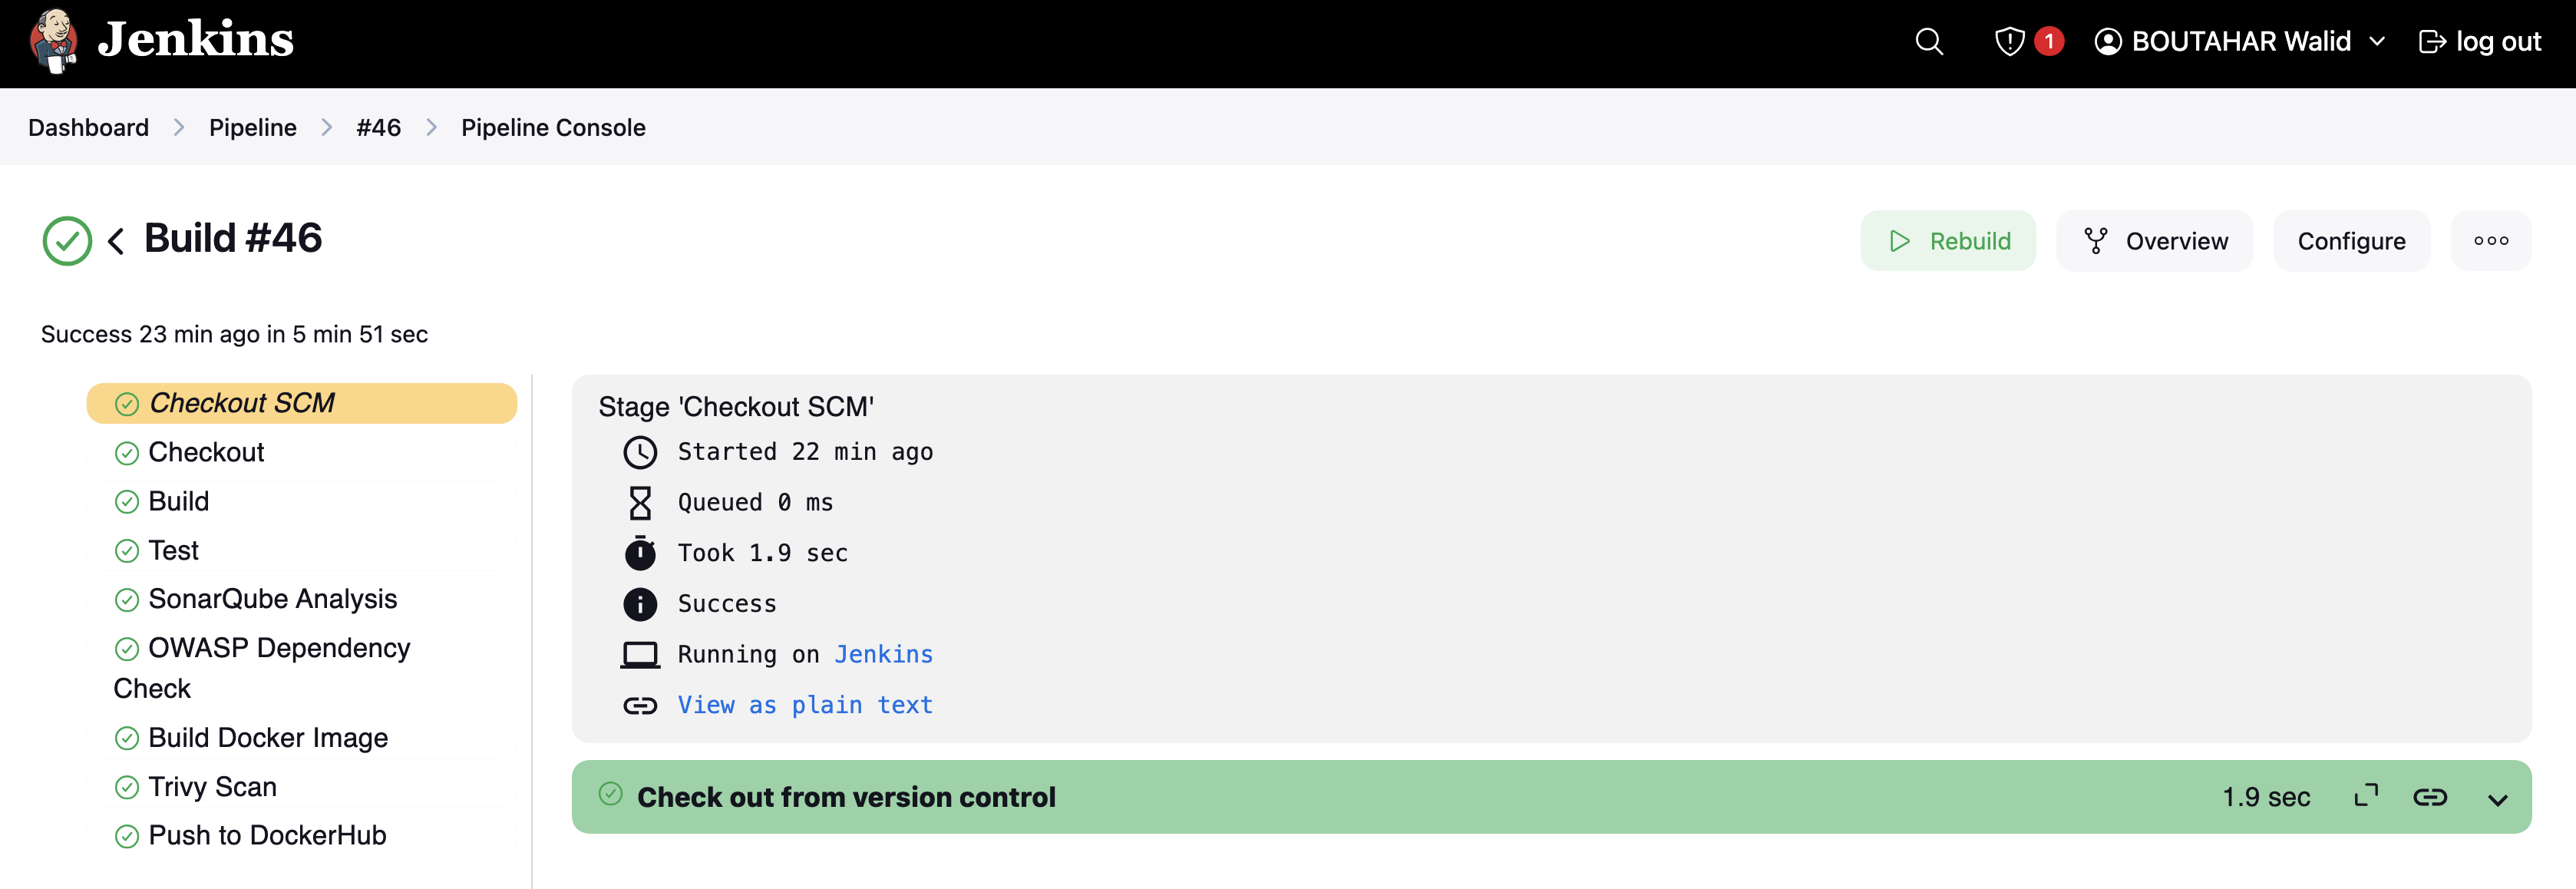 Jenkins
1
BOUTAHAR Walid
log out
Dashboard
Pipeline
#46
Pipeline Console
Build #46
Rebuild
Overview
Configure
Success 23 min ago in 5 min 51 sec
Checkout SCM
Checkout
Build
Test
SonarQube Analysis
OWASP Dependency
Check
Build Docker Image
Trivy Scan
Push to DockerHub
Stage 'Checkout SCM'
Started 22 min ago
Queued 0 ms
Took 1.9 sec
Success
Running on Jenkins
View as plain text
Check out from version control
1.9 sec